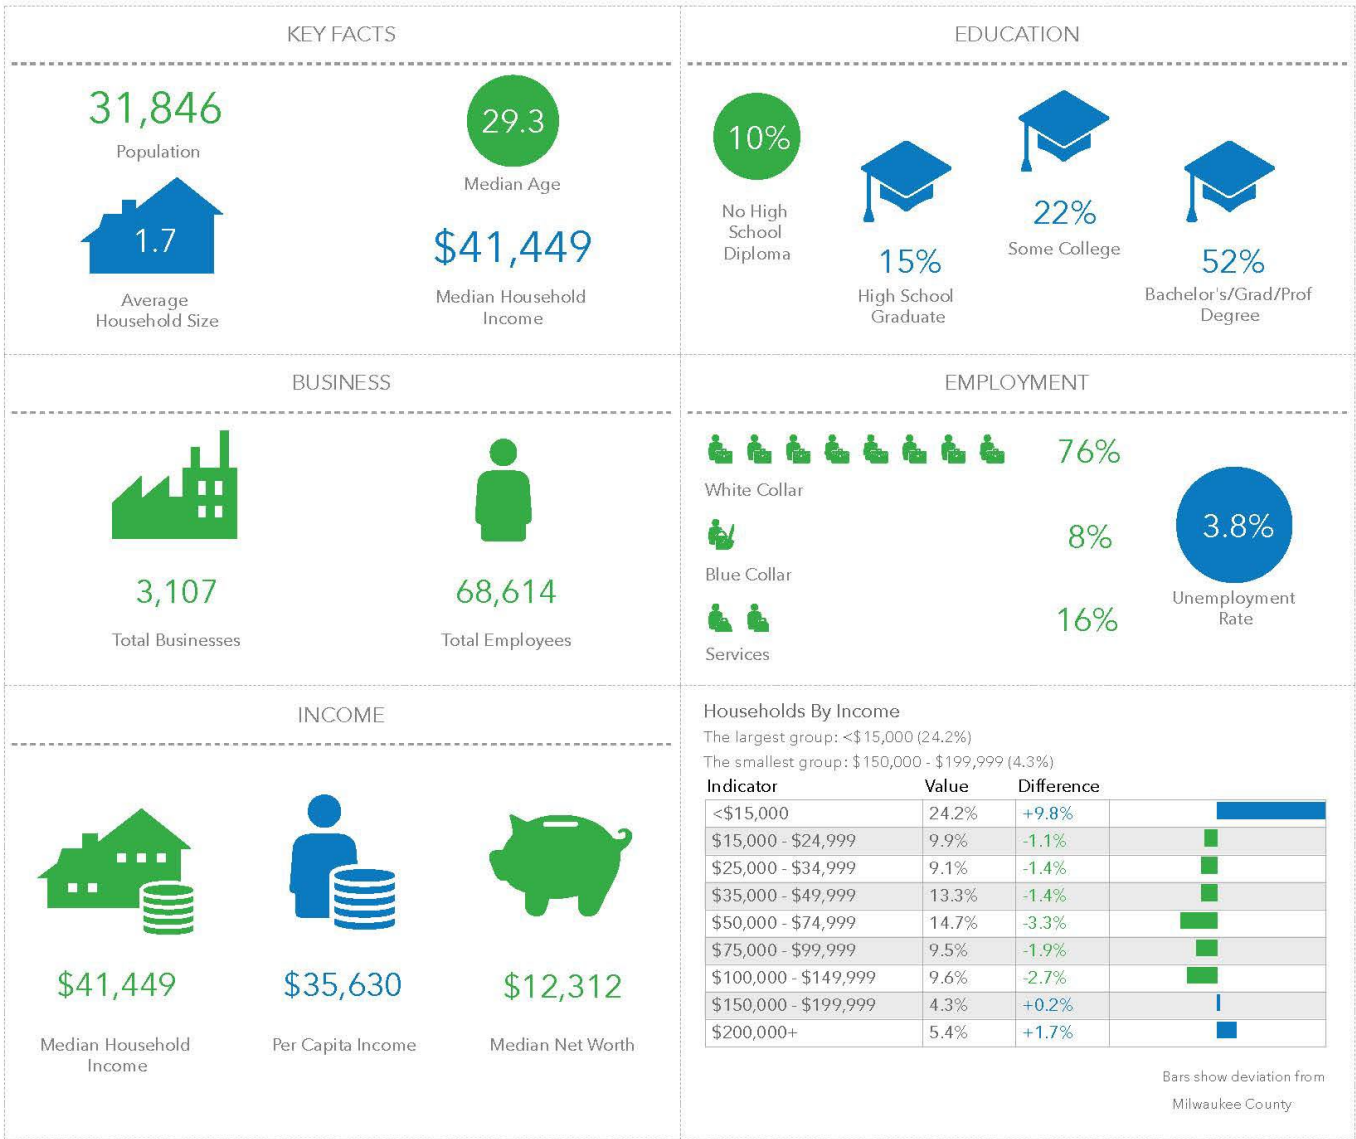 KEY FACTS
31,846
Population
29.3
Median Age
1.7
Average
Household Size
$41,449
Median Household
Income
EDUCATION
10%
No High
School
Diploma
15%
High School
Graduate
22%
Some College
52%
Bachelor's/Grad/Prof
Degree
BUSINESS
3,107
Total Businesses
68,614
Total Employees
EMPLOYMENT
76%
White Collar
8%
Blue Collar
16%
Services
3.8%
Unemployment
Rate
INCOME
$41,449
Median Household
Income
$35,630
Per Capita Income
$12,312
Median Net Worth
Households By Income
The largest group: <$15,000 (24.2%)
The smallest group: $150,000 - $199,999 (4.3%)
Indicator Value Difference
<$15,000 24.2% +9.8%
$15,000 - $24,999 9.9% -1.1%
$25,000 - $34,999 9.1% -1.4%
$35,000 - $49,999 13.3% -1.4%
$50,000 - $74,999 14.7% -3.3%
$75,000 - $99,999 9.5% -1.9%
$100,000 - $149,999 9.6% -2.7%
$150,000 - $199,999 4.3% +0.2%
$200,000+ 5.4% +1.7%
Bars show deviation from
Milwaukee County